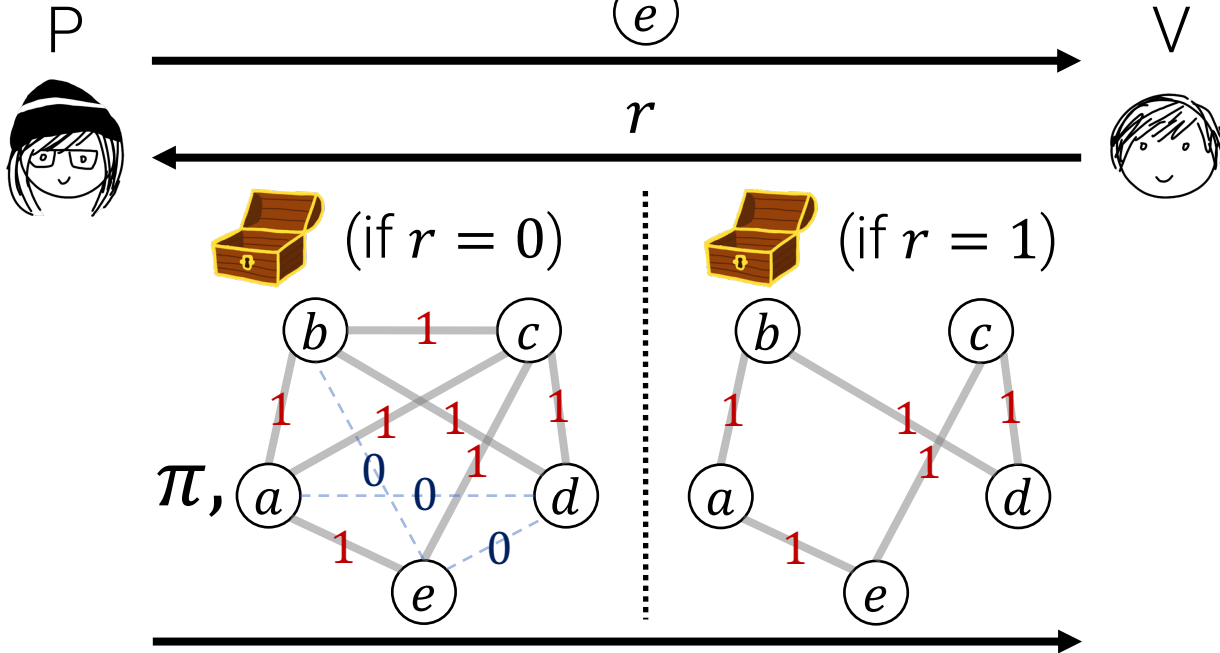 P e V
r
(if r = 0) (if r = 1)
b 1 c b c
1 1 1 1 1 1 1
0 1 1
π, a 0 d a d
1 0 1
e e